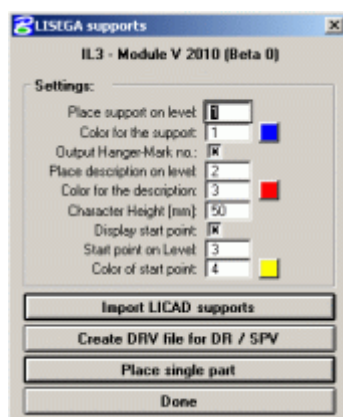 LISEGA supports
IL3 - Module V 2010 (Beta 0)
Settings:
Place support on level: 1
Color for the support: 1
Output Hanger-Mark no.:
Place description on level: 2
Color for the description: 3
Character Height [mm]: 50
Display start point:
Start point on Level: 3
Color of start point: 4
Import LICAD supports
Create DRV file for DR / SPV
Place single part
Done